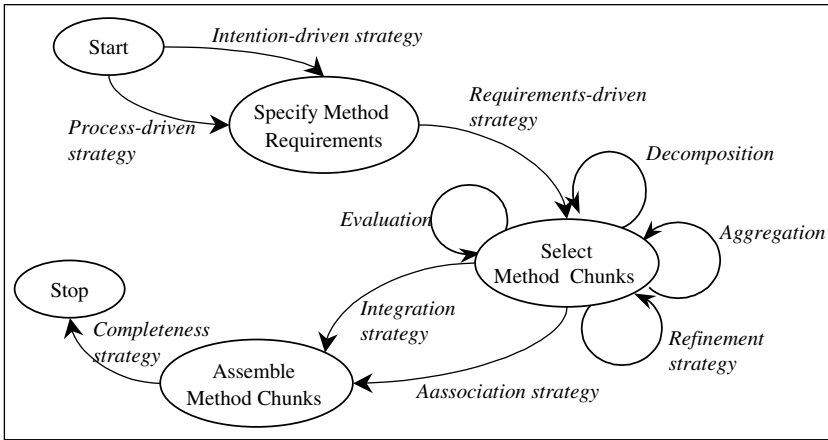 Start
Intention-driven strategy
Process-driven
strategy
Specify Method
Requirements
Requirements-driven
strategy
Decomposition
Evaluation
Select
Method Chunks
Aggregation
Stop
Integration
strategy
Refinement
strategy
Completeness
strategy
Assemble
Method Chunks
Aassociation strategy